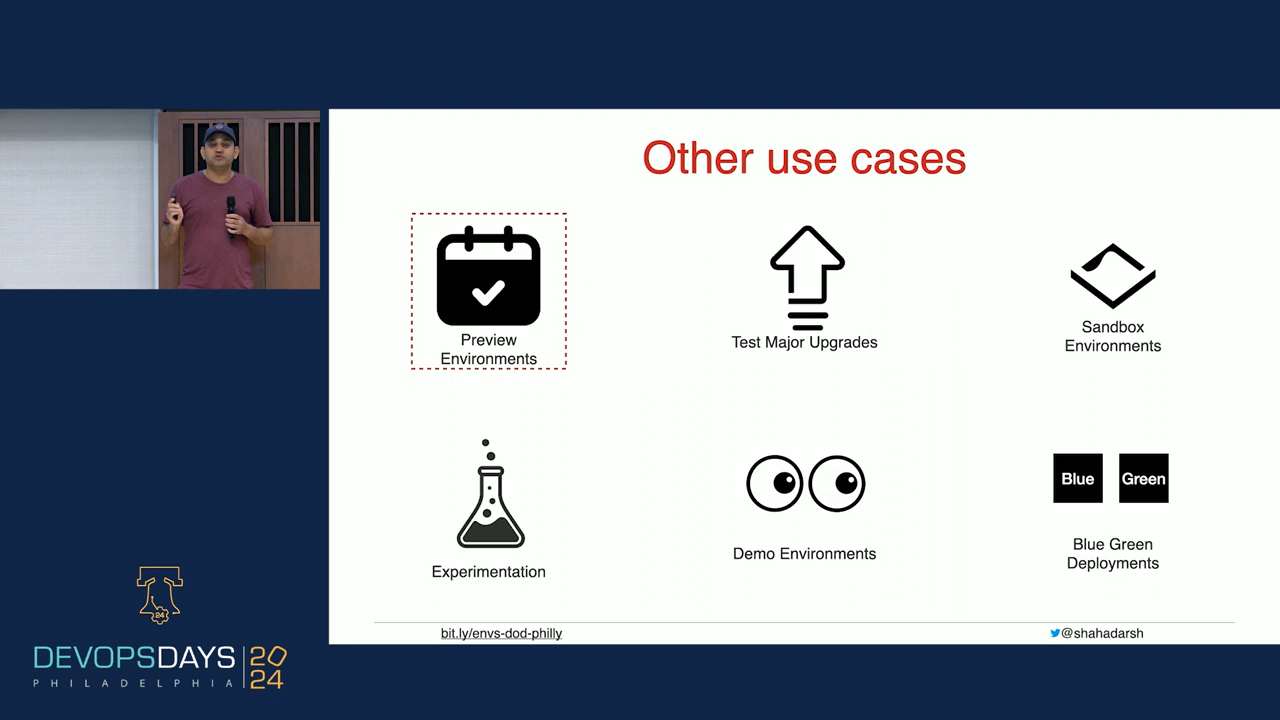 Other use cases
Preview
Environments
Test Major Upgrades
Sandbox
Environments
Experimentation
Demo Environments
Blue
Green
Blue Green
Deployments
bit.ly/envs-dod-philly
@shahadarsh
24
DEVOPSDAYS
PHILADELPHIA
20
24